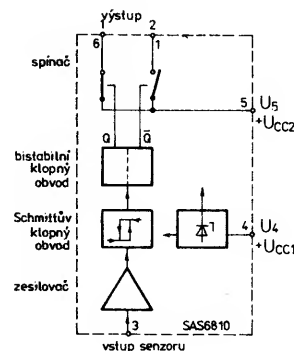 výstup
1 2
6 1
spínač
5 U5
+UCC2
Q Q̅
bistabilní
klopný
obvod
Schmittův
klopný
obvod
4 U4
+UCC1
zesilovač
3 SAS6810
vstup senzoru